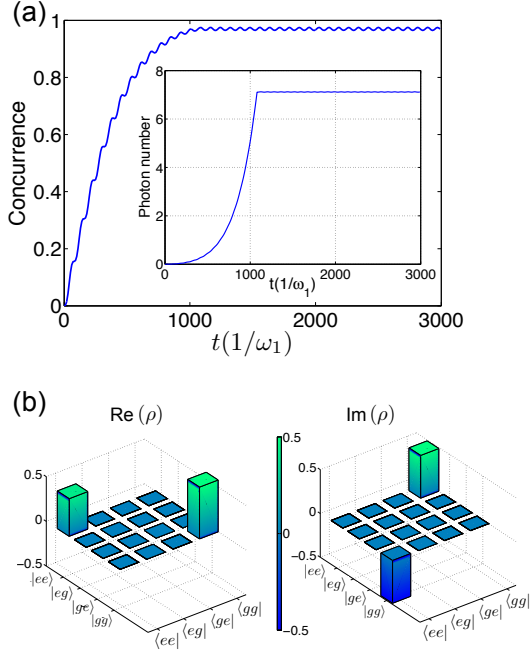 (a)
1
0.8
0.6
0.4
0.2
0
Concurrence
0
1000
2000
3000
t(1/ω₁)
8
6
4
2
0
Photon number
0
1000
2000
3000
t(1/ω₁)
(b)
Re (ρ)
0.5
0
−0.5
|ee⟩
|eg⟩
|ge⟩
|gg⟩
⟨ee|
⟨eg|
⟨ge|
⟨gg|
0.5
0
−0.5
Im (ρ)
0.5
0
−0.5
|ee⟩
|eg⟩
|ge⟩
|gg⟩
⟨ee|
⟨eg|
⟨ge|
⟨gg|